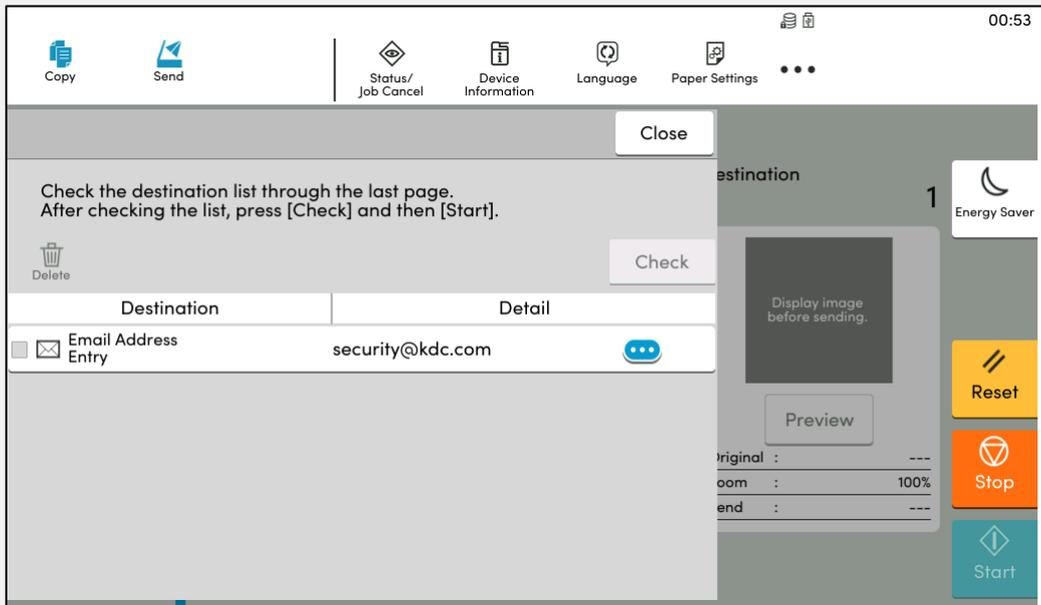 00:53
Copy
Send
Status/
Job Cancel
Device
Information
Language
Paper Settings
Close
Check the destination list through the last page.
After checking the list, press [Check] and then [Start].
Delete
Check
Destination
Detail
Email Address
Entry
security@kdc.com
estination
1
Display image
before sending.
Preview
riginal : ---
oom : 100%
end : ---
Energy Saver
Reset
Stop
Start